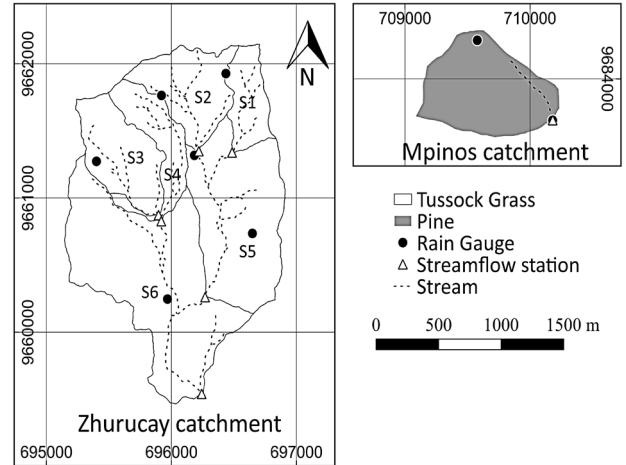 709000 710000
9684000
Mpinos catchment
9662000
9661000
9660000
N
S2
S1
S3
S4
S5
S6
Zhurucay catchment
695000 696000 697000
Tussock Grass
Pine
Rain Gauge
Streamflow station
Stream
0 500 1000 1500 m